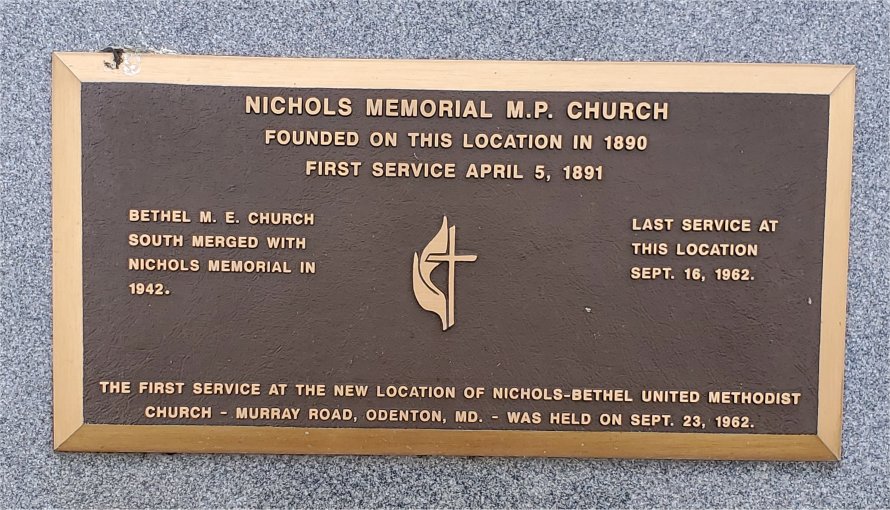 NICHOLS MEMORIAL M.P. CHURCH
FOUNDED ON THIS LOCATION IN 1890
FIRST SERVICE APRIL 5, 1891
BETHEL M. E. CHURCH
SOUTH MERGED WITH
NICHOLS MEMORIAL IN
1942.
LAST SERVICE AT
THIS LOCATION
SEPT. 16, 1962.
THE FIRST SERVICE AT THE NEW LOCATION OF NICHOLS-BETHEL UNITED METHODIST
CHURCH - MURRAY ROAD, ODENTON, MD. - WAS HELD ON SEPT. 23, 1962.